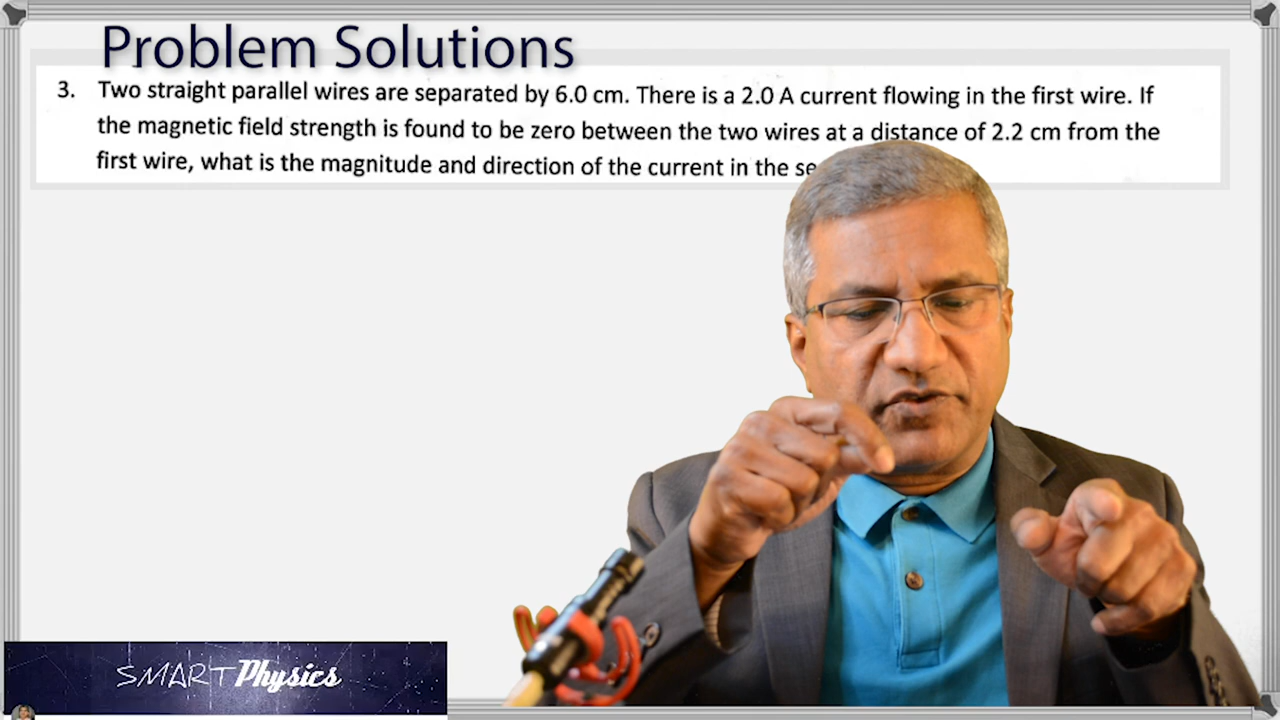 Problem Solutions
3. Two straight parallel wires are separated by 6.0 cm. There is a 2.0 A current flowing in the first wire. If
the magnetic field strength is found to be zero between the two wires at a distance of 2.2 cm from the
first wire, what is the magnitude and direction of the current in the se
SMART Physics